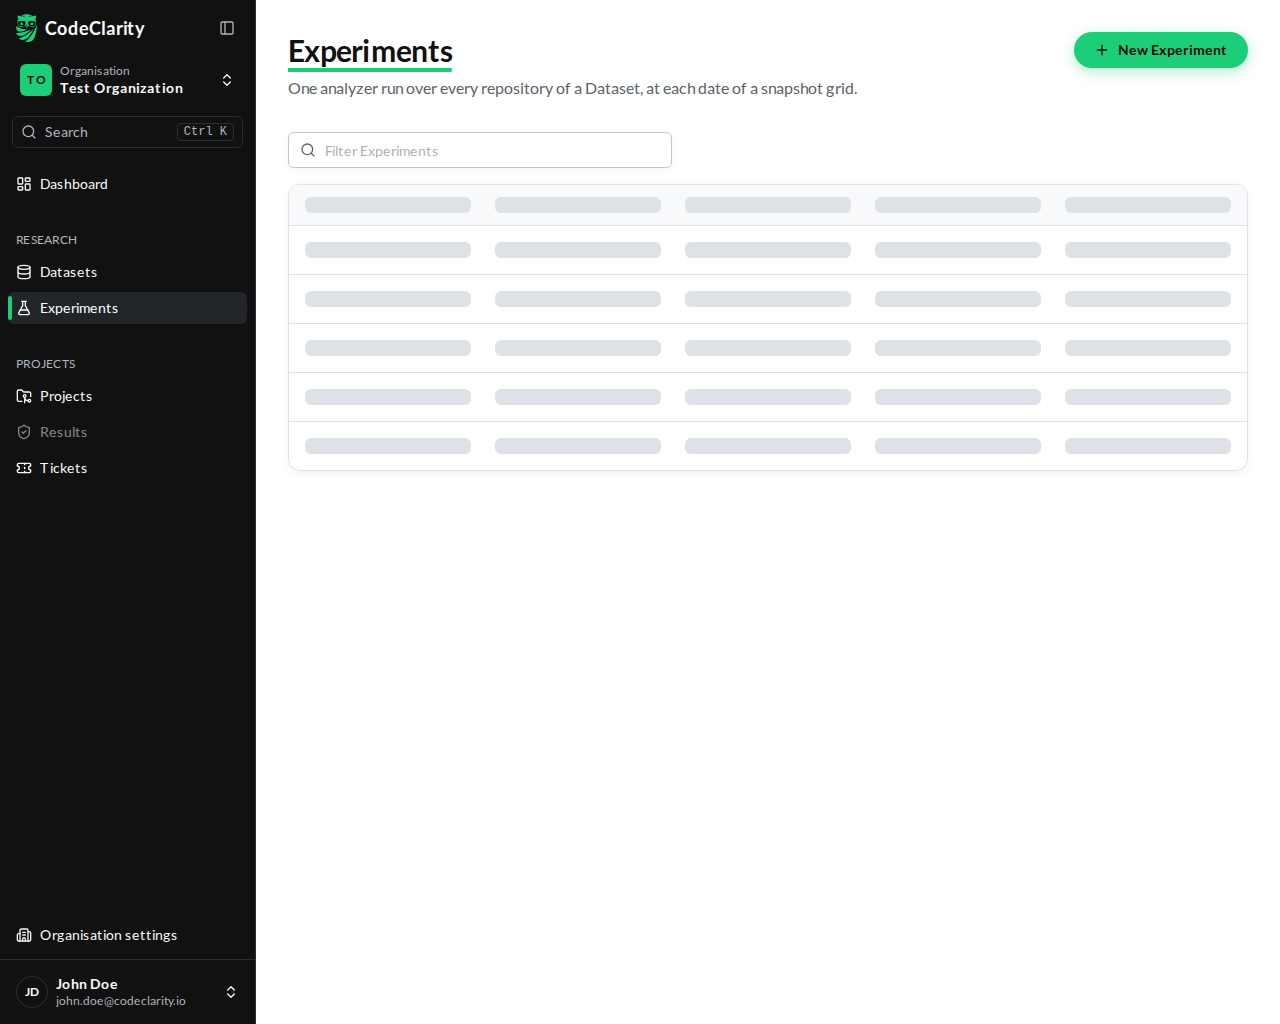 CodeClarity
TO
Organisation
Test Organization
Search
Ctrl K
Dashboard
RESEARCH
Datasets
Experiments
PROJECTS
Projects
Results
Tickets
Organisation settings
JD
John Doe
john.doe@codeclarity.io
Experiments
New Experiment
One analyzer run over every repository of a Dataset, at each date of a snapshot grid.
Filter Experiments